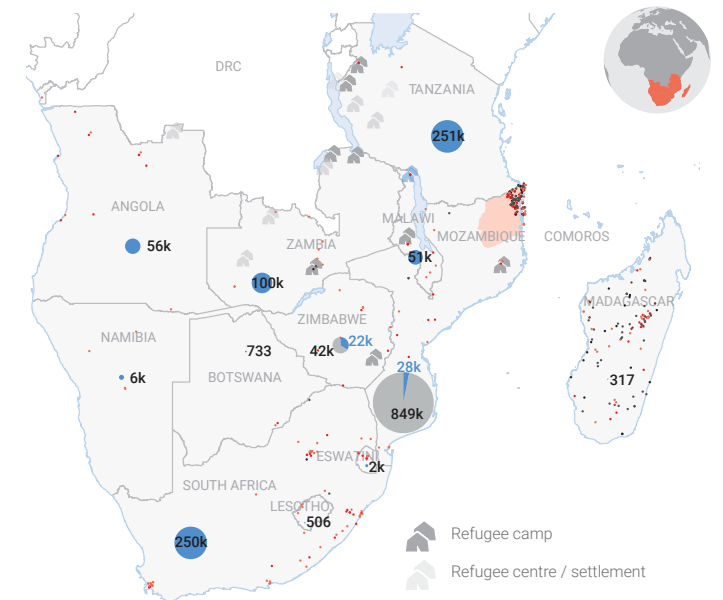 DRC
TANZANIA
251k
ANGOLA
56k
ZAMBIA
100k
MALAWI
51k
MOZAMBIQUE
COMOROS
MADAGASCAR
317
ZIMBABWE
42k
22k
NAMIBIA
6k
733
BOTSWANA
28k
849k
ESWATINI
2k
SOUTH AFRICA
LESOTHO
506
250k
Refugee camp
Refugee centre / settlement